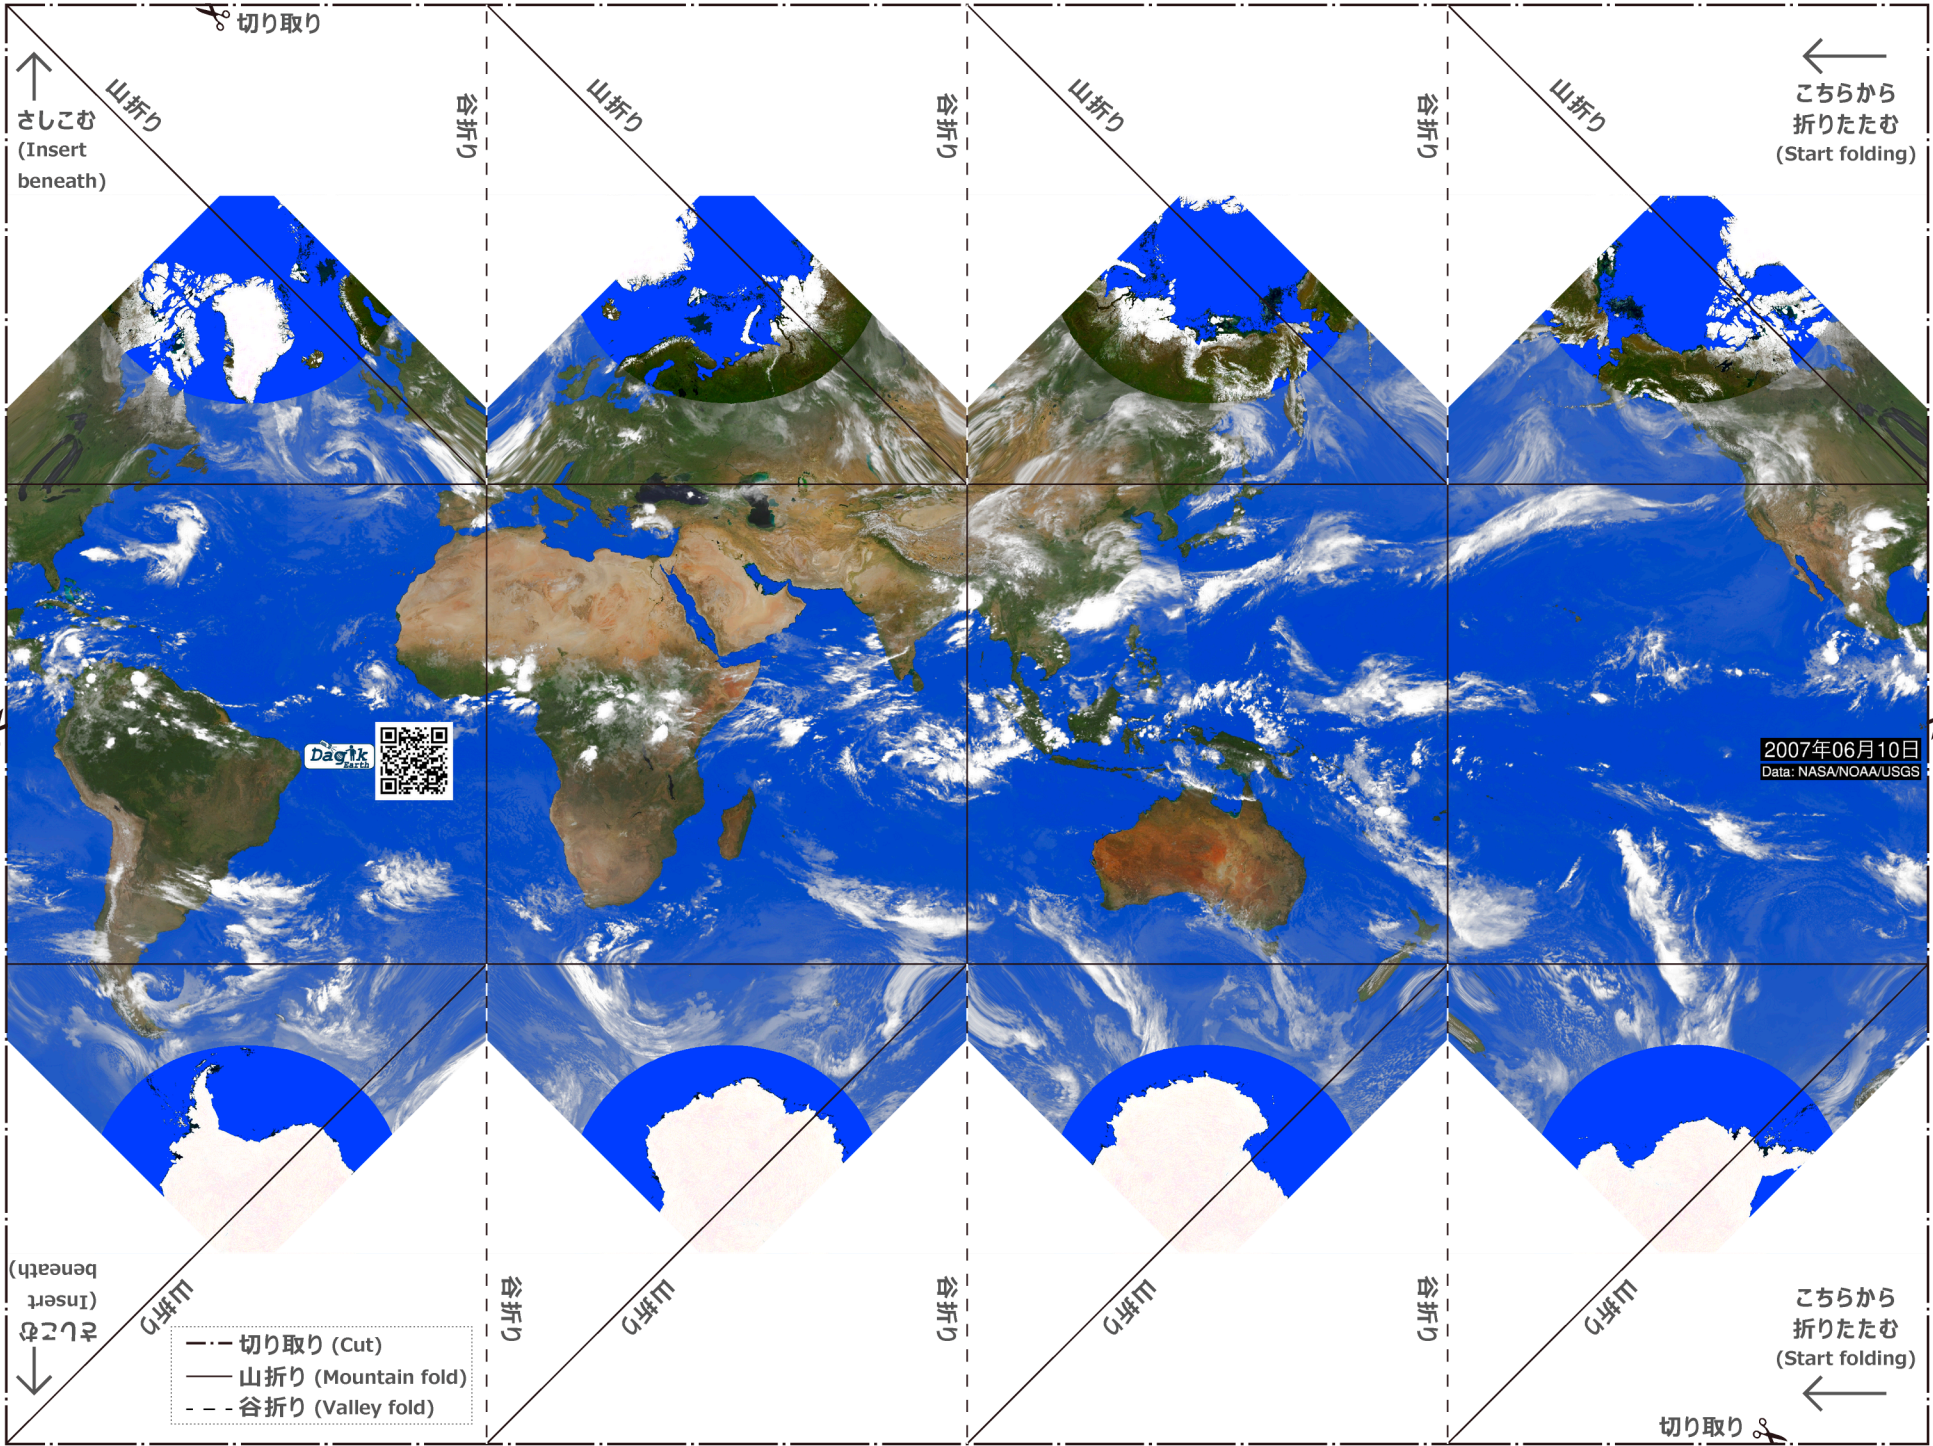 切り取り
山折り
谷折り
山折り
谷折り
山折り
谷折り
山折り
さしこむ
(Insert
beneath)
こちらから
折りたたむ
(Start folding)
Dagik
Earth
2007年06月10日
Data: NASA/NOAA/USGS
さしこむ
(Insert
beneath)
山折り
谷折り
山折り
谷折り
山折り
谷折り
山折り
こちらから
折りたたむ
(Start folding)
切り取り (Cut)
山折り (Mountain fold)
谷折り (Valley fold)
切り取り